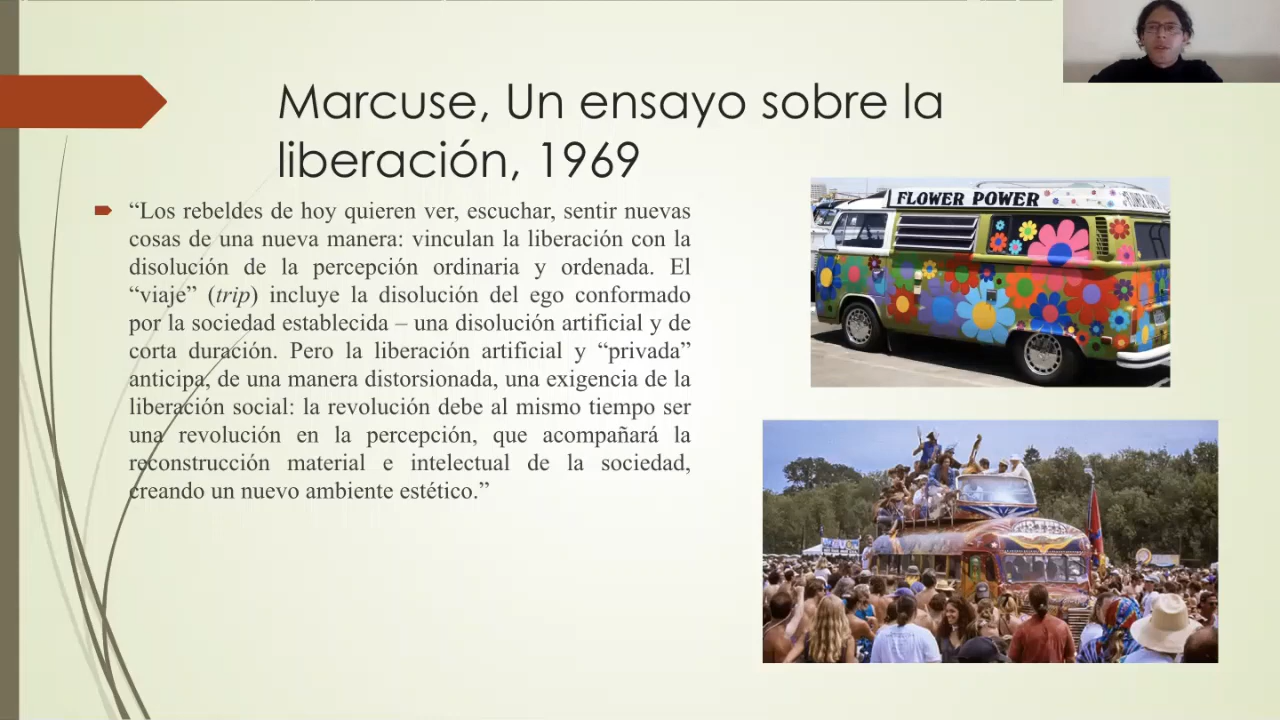 Marcuse, Un ensayo sobre la
liberación, 1969
“Los rebeldes de hoy quieren ver, escuchar, sentir nuevas
cosas de una nueva manera: vinculan la liberación con la
disolución de la percepción ordinaria y ordenada. El
“viaje” (trip) incluye la disolución del ego conformado
por la sociedad establecida – una disolución artificial y de
corta duración. Pero la liberación artificial y “privada”
anticipa, de una manera distorsionada, una exigencia de la
liberación social: la revolución debe al mismo tiempo ser
una revolución en la percepción, que acompañará la
reconstrucción material e intelectual de la sociedad,
creando un nuevo ambiente estético.”
FLOWER POWER